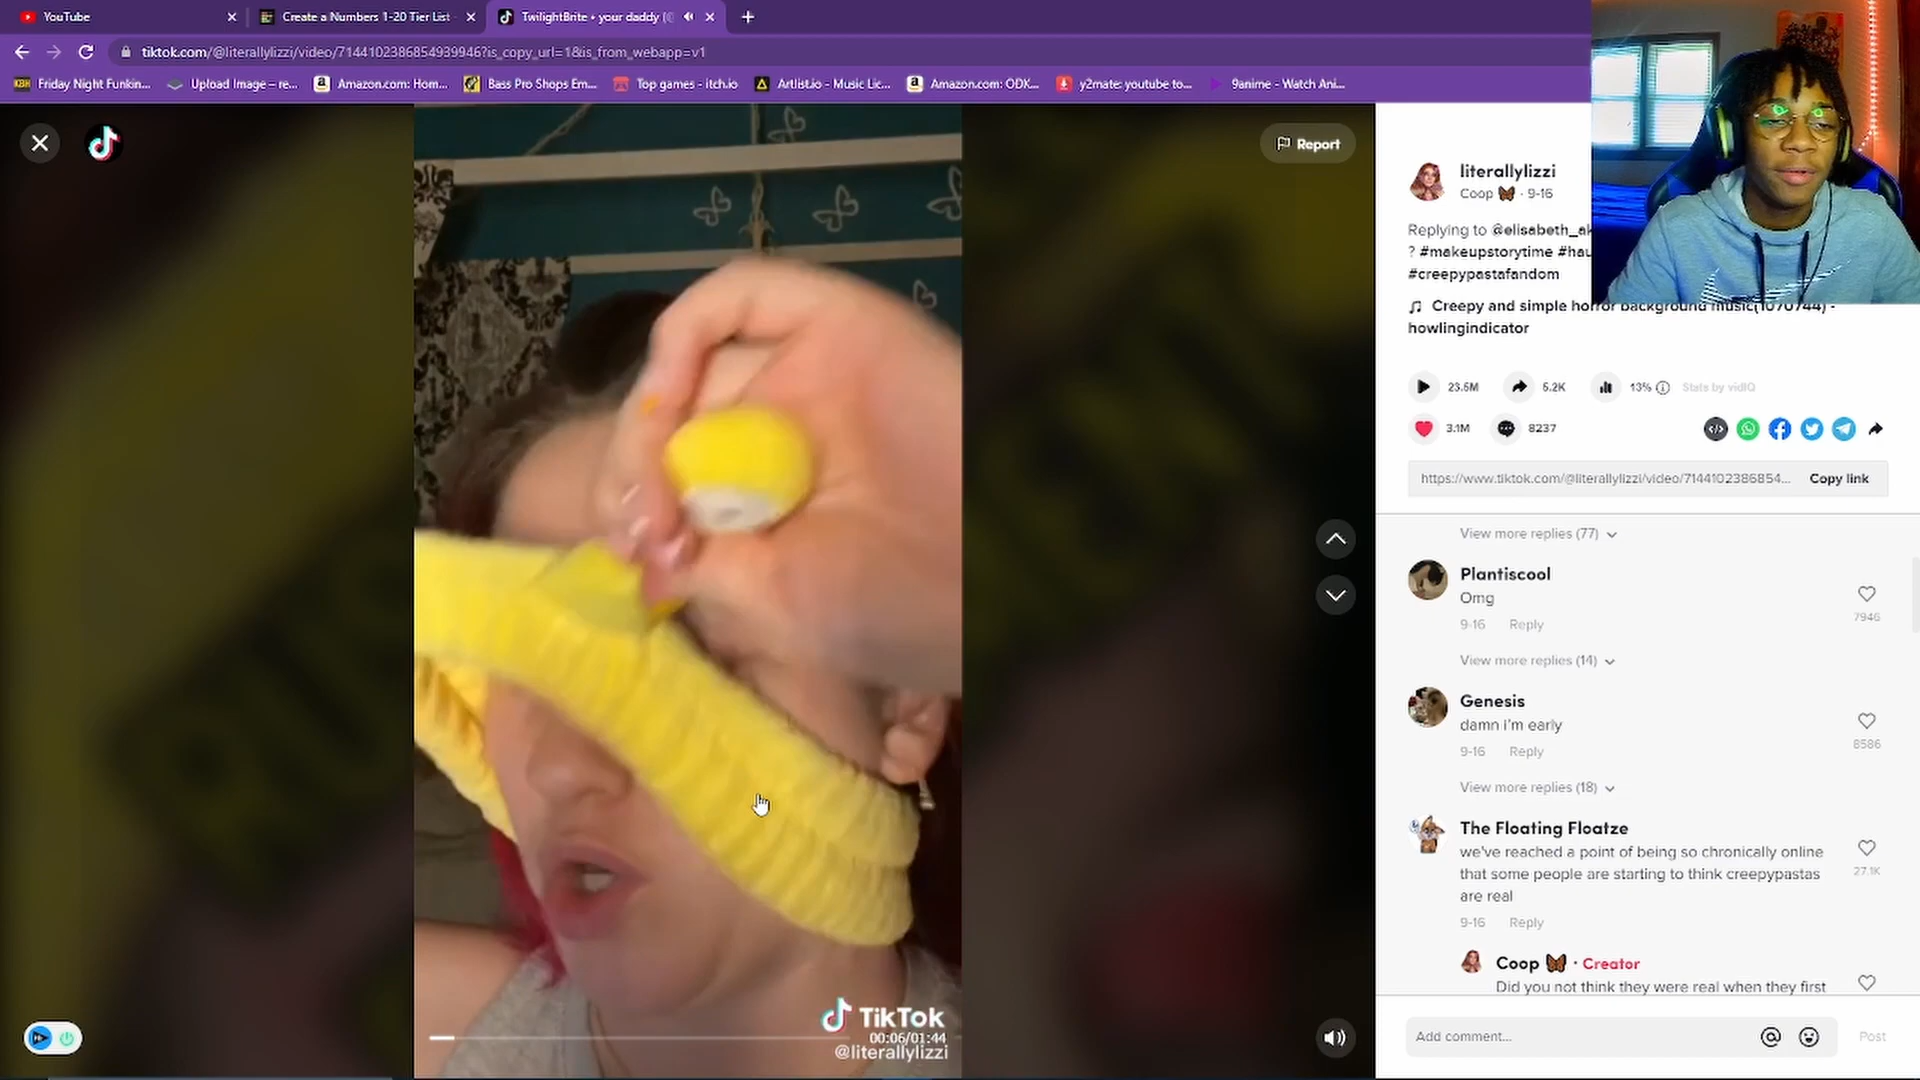 YouTube
Create a Numbers 1-20 Tier List
TwilightBrite • your daddy (
tiktok.com/@literallylizzi/video/7144102386854939946?is_copy_url=1&is_from_webapp=v1
Friday Night Funkin...
Upload Image – re...
Amazon.com: Hom...
Bass Pro Shops Em...
Top games - itch.io
Artlist.io - Music Lic...
Amazon.com: ODK...
y2mate: youtube to...
9anime - Watch Ani...
Report
literallylizzi
Coop 🦋 · 9-16
Replying to @elisabeth_ak
? #makeupstorytime #hau
#creepypastafandom
Creepy and simple horror background music(1070744) -
howlingindicator
23.5M
5.2K
13%
Stats by vidIQ
3.1M
8237
https://www.tiktok.com/@literallylizzi/video/7144102386854...
Copy link
View more replies (77)
Plantiscool
Omg
7946
9-16 Reply
View more replies (14)
Genesis
damn i'm early
8586
9-16 Reply
View more replies (18)
The Floating Floatze
we've reached a point of being so chronically online
that some people are starting to think creepypastas
are real
27.1K
9-16 Reply
Coop 🦋 · Creator
Did you not think they were real when they first
TikTok
00:06/01:44
@literallylizzi
Add comment...
Post